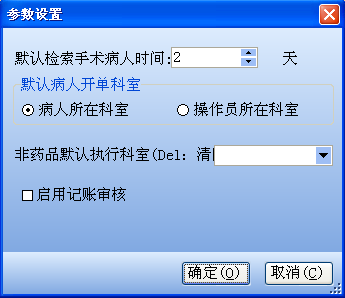 参数设置
默认检索手术病人时间: 2 天
默认病人开单科室
病人所在科室 操作员所在科室
非药品默认执行科室(Del: 清
启用记账审核
确定(O) 取消(C)